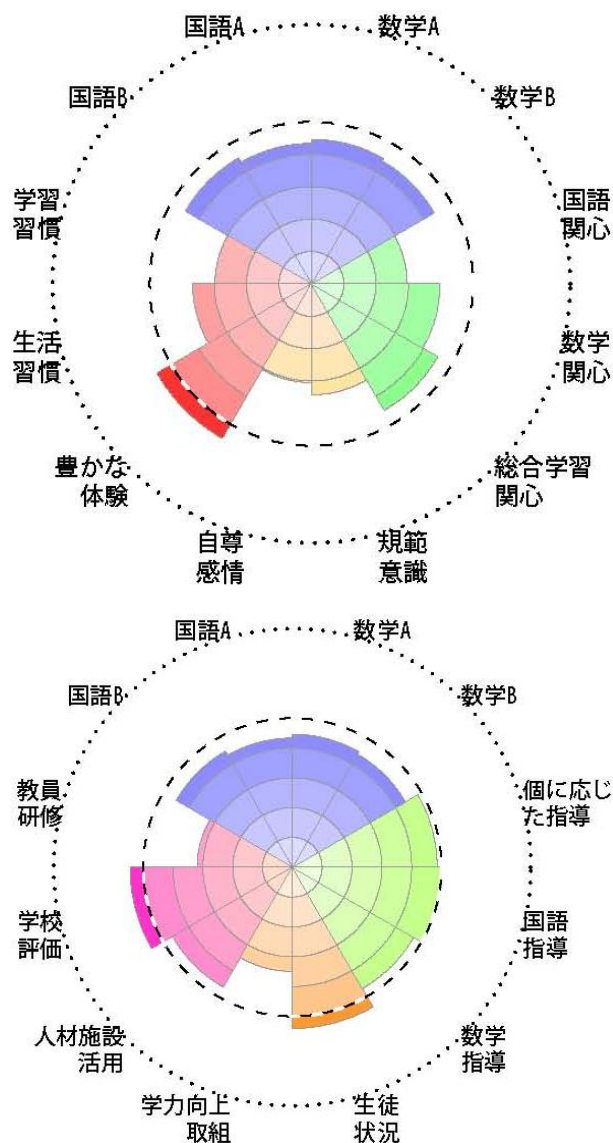 国語A
数学A
国語B
数学B
学習
習慣
国語
関心
生活
習慣
数学
関心
豊かな
体験
総合学習
関心
自尊
感情
規範
意識
国語A
数学A
国語B
数学B
教員
研修
個に応じ
た指導
学校
評価
国語
指導
人材施設
活用
数学
指導
学力向上
取組
生徒
状況